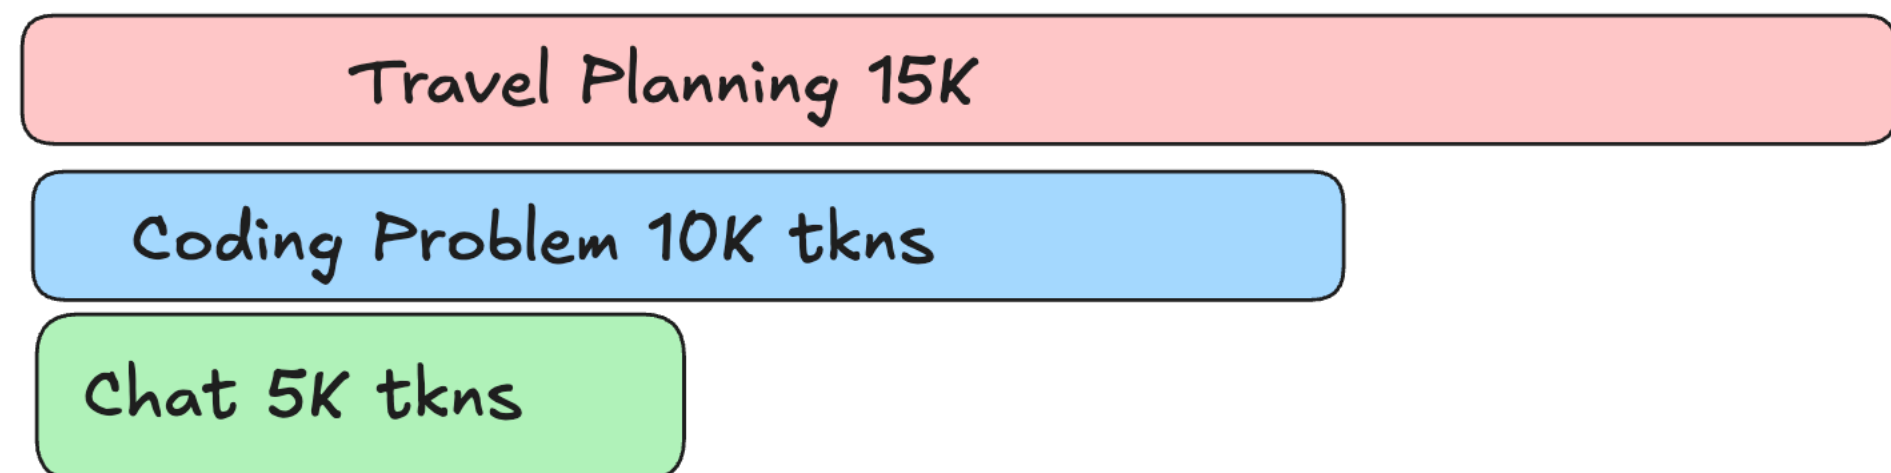 Travel Planning 15K
Coding Problem 10K tkns
Chat 5K tkns